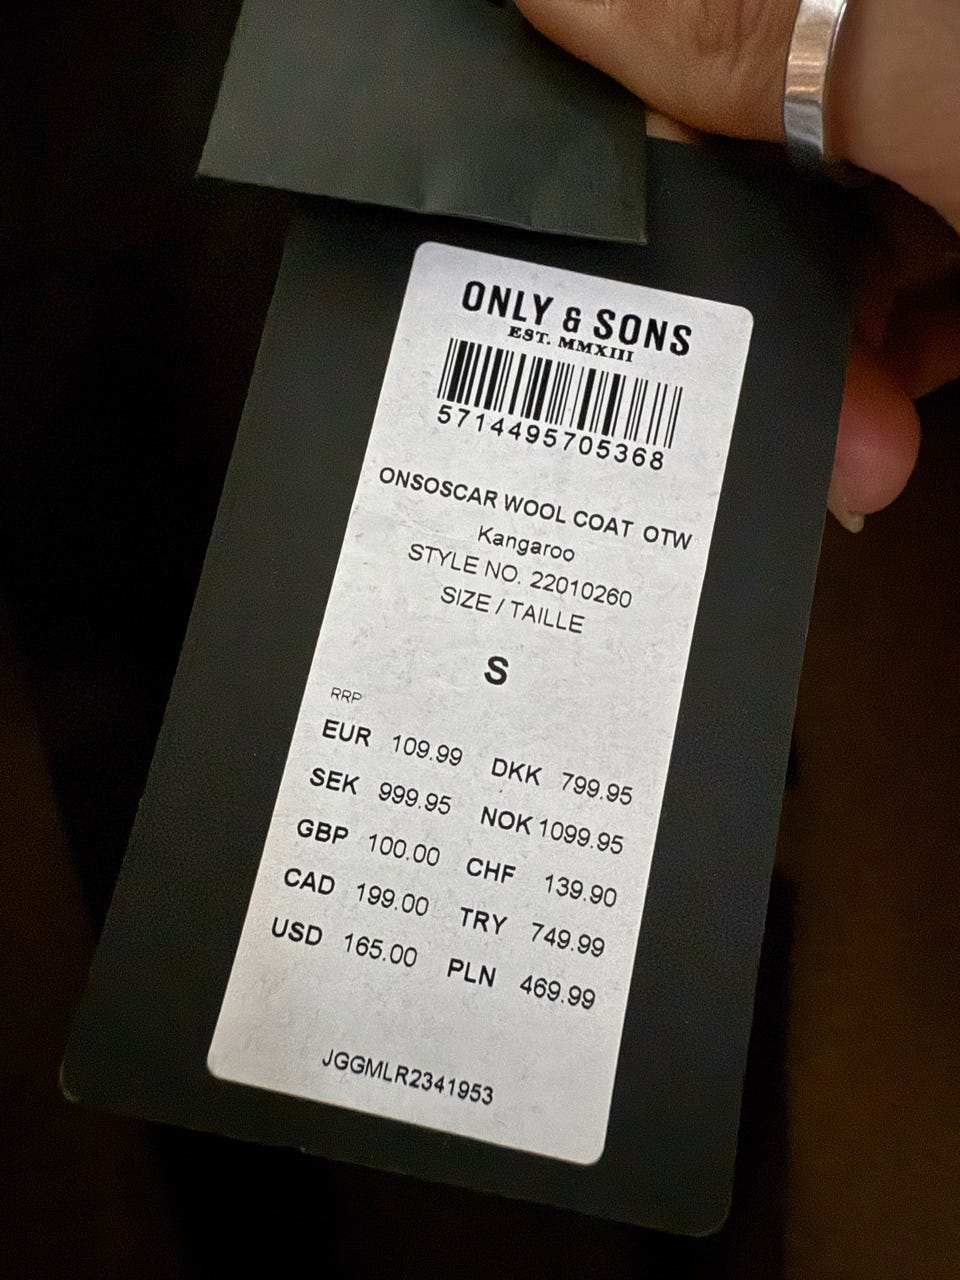 ONLY & SONS
EST. MMXIII
5714495705368
ONSOSCAR WOOL COAT OTW
Kangaroo
STYLE NO. 22010260
SIZE / TAILLE
S
RRP
EUR 109.99 DKK 799.95
SEK 999.95 NOK 1099.95
GBP 100.00 CHF 139.90
CAD 199.00 TRY 749.99
USD 165.00 PLN 469.99
JGGMLR2341953